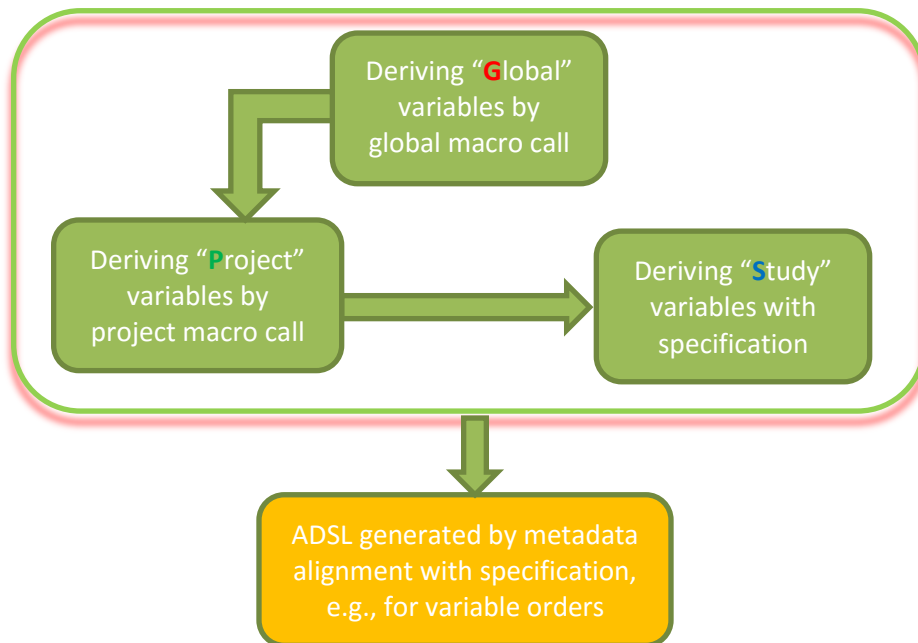 Deriving “Global”
variables by
global macro call
Deriving “Project”
variables by
project macro call
Deriving “Study”
variables with
specification
ADSL generated by metadada
alignment with specification,
e.g., for variable orders